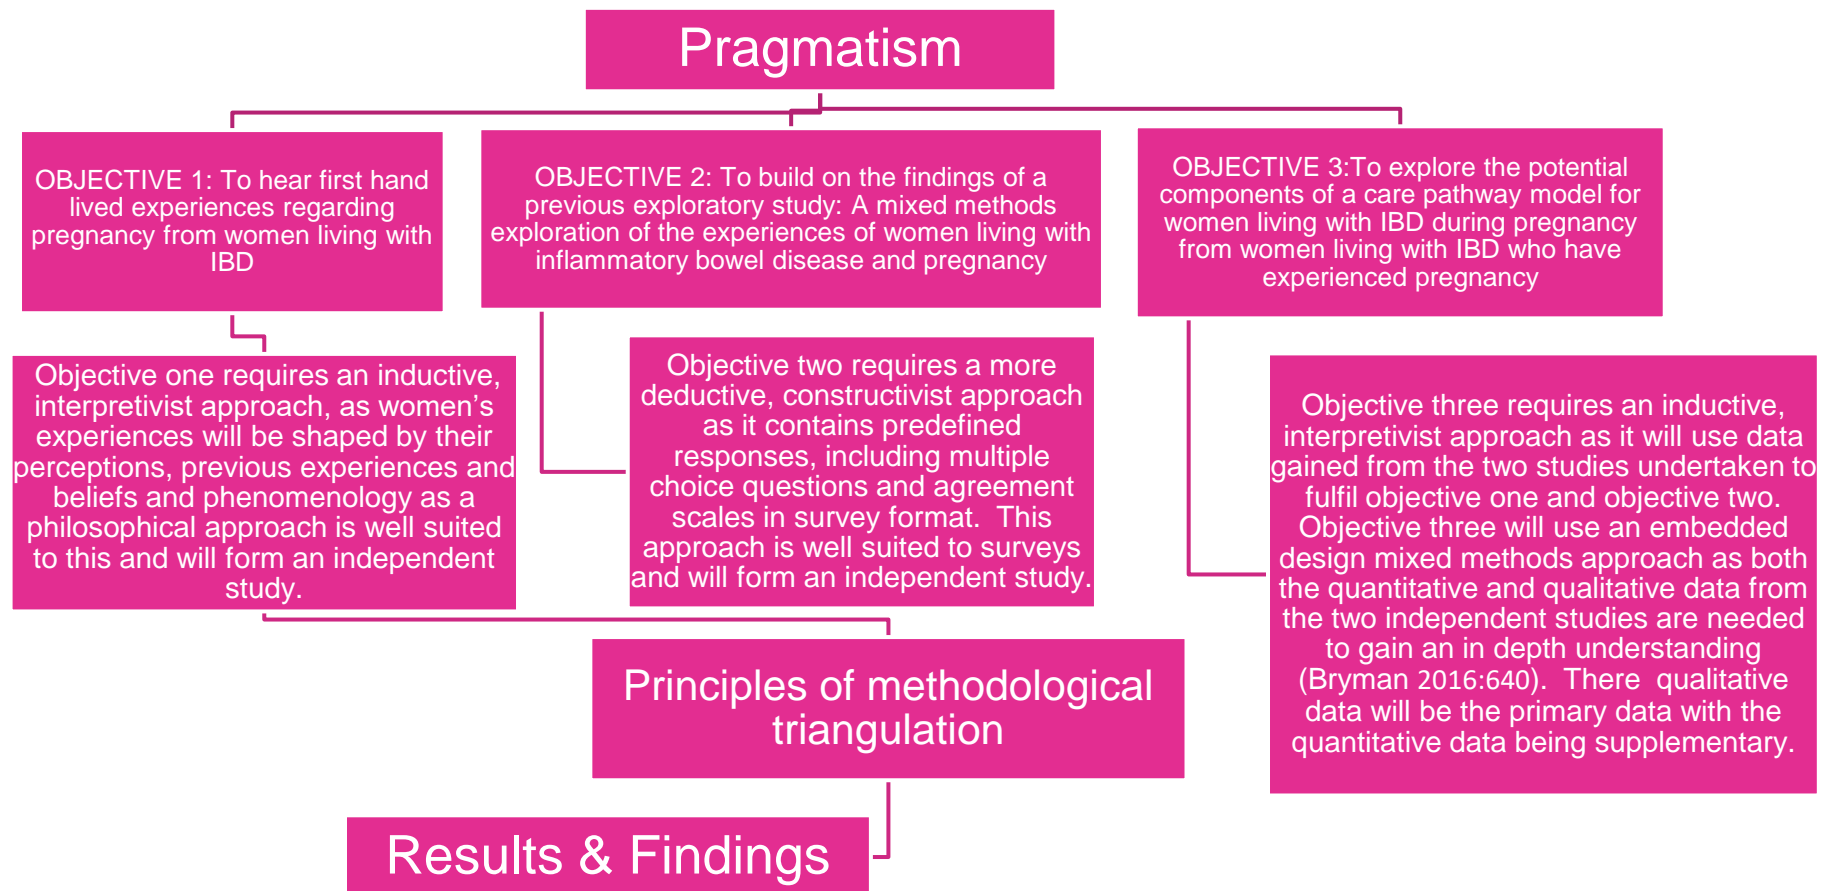 Pragmatism
OBJECTIVE 1: To hear first hand
lived experiences regarding
pregnancy from women living with
IBD
OBJECTIVE 2: To build on the findings of a
previous exploratory study: A mixed methods
exploration of the experiences of women living with
inflammatory bowel disease and pregnancy
OBJECTIVE 3:To explore the potential
components of a care pathway model for
women living with IBD during pregnancy
from women living with IBD who have
experienced pregnancy
Objective one requires an inductive,
interpretivist approach, as women’s
experiences will be shaped by their
perceptions, previous experiences and
beliefs and phenomenology as a
philosophical approach is well suited
to this and will form an independent
study.
Objective two requires a more
deductive, constructivist approach
as it contains predefined
responses, including multiple
choice questions and agreement
scales in survey format. This
approach is well suited to surveys
and will form an independent study.
Objective three requires an inductive,
interpretivist approach as it will use data
gained from the two studies undertaken to
fulfil objective one and objective two.
Objective three will use an embedded
design mixed methods approach as both
the quantitative and qualitative data from
the two independent studies are needed
to gain an in depth understanding
(Bryman 2016:640). There qualitative
data will be the primary data with the
quantitative data being supplementary.
Principles of methodological
triangulation
Results & Findings